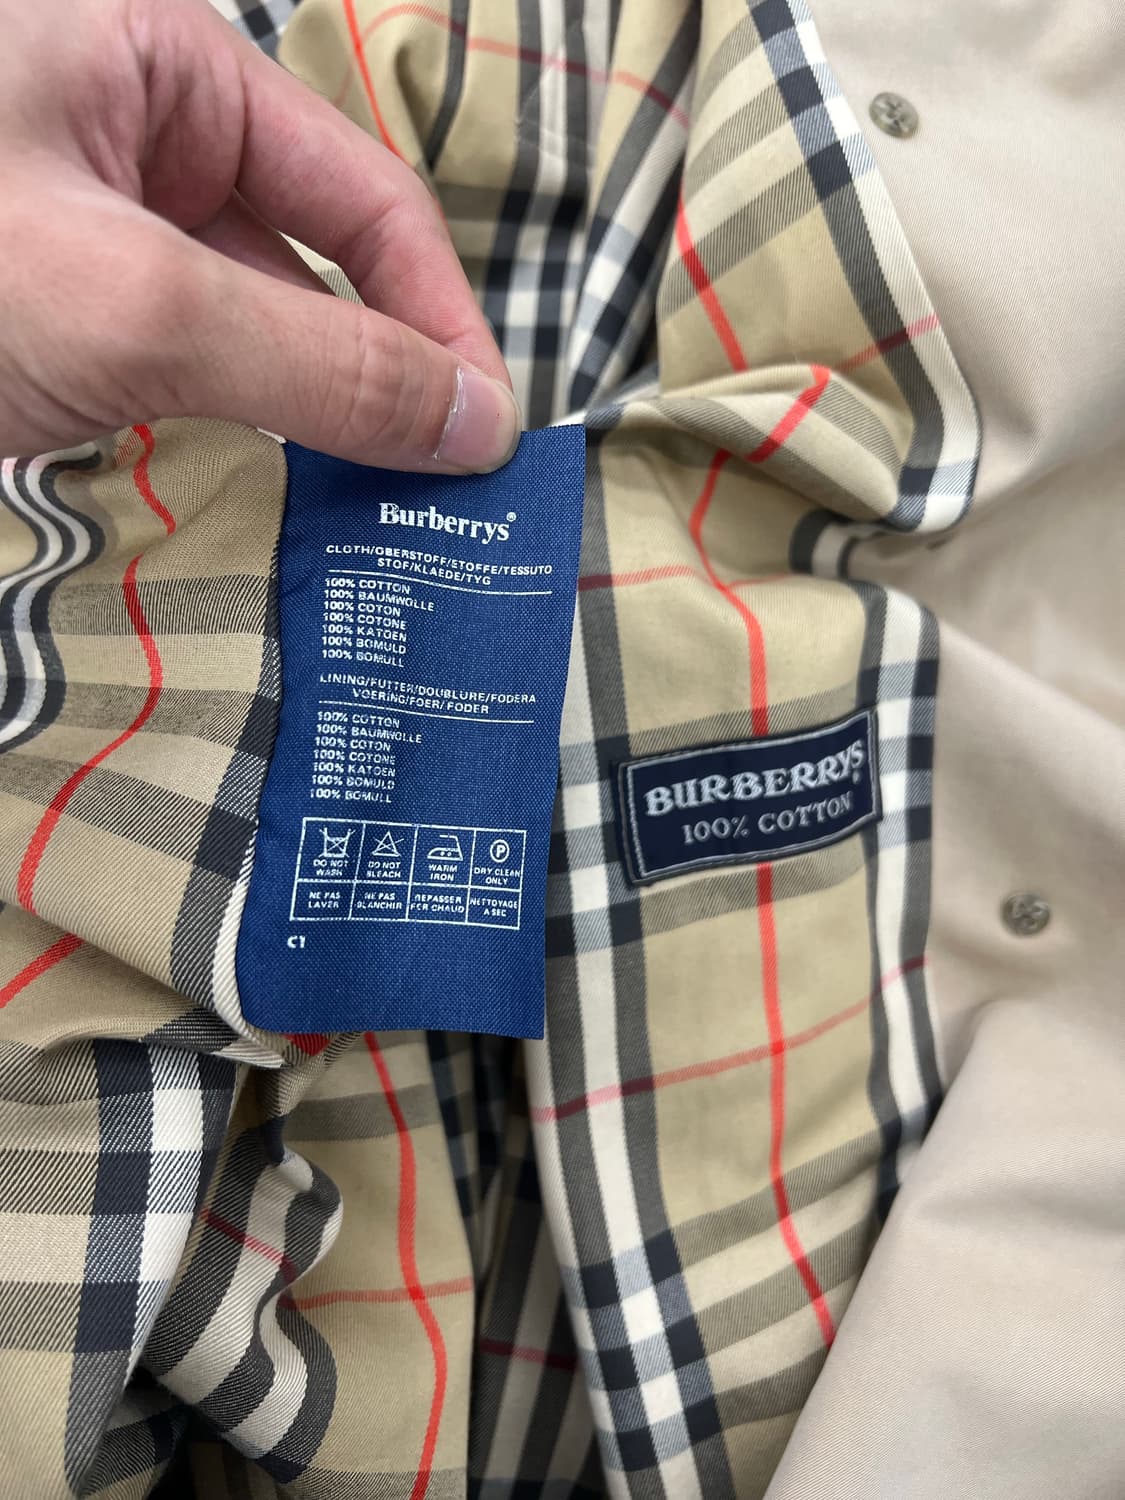 Burberrys®
CLOTH/OBERSTOFF/ETOFFE/TESSUTO
STOF/KLAEDE/TYG
100% COTTON
100% BAUMWOLLE
100% COTON
100% COTONE
100% KATOEN
100% BOMULD
100% BOMULL
LINING/FUTTER/DOUBLURE/FODERA
VOERING/FOER/FODER
100% COTTON
100% BAUMWOLLE
100% COTON
100% COTONE
100% KATOEN
100% BOMULD
100% BOMULL
P
DO NOT WASH
DO NOT BLEACH
WARM IRON
DRY CLEAN ONLY
NE PAS LAVER
NE PAS BLANCHIR
REPASSER FER CHAUD
NETTOYAGE A SEC
C1
BURBERRYS®
100% COTTON